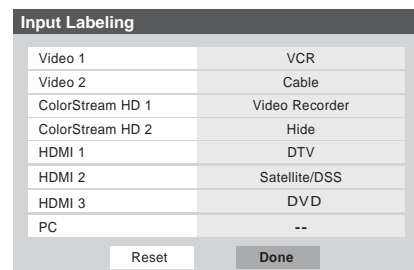 Input Labeling
Video 1 VCR
Video 2 Cable
ColorStream HD 1 Video Recorder
ColorStream HD 2 Hide
HDMI 1 DTV
HDMI 2 Satellite/DSS
HDMI 3 DVD
PC --
Reset Done